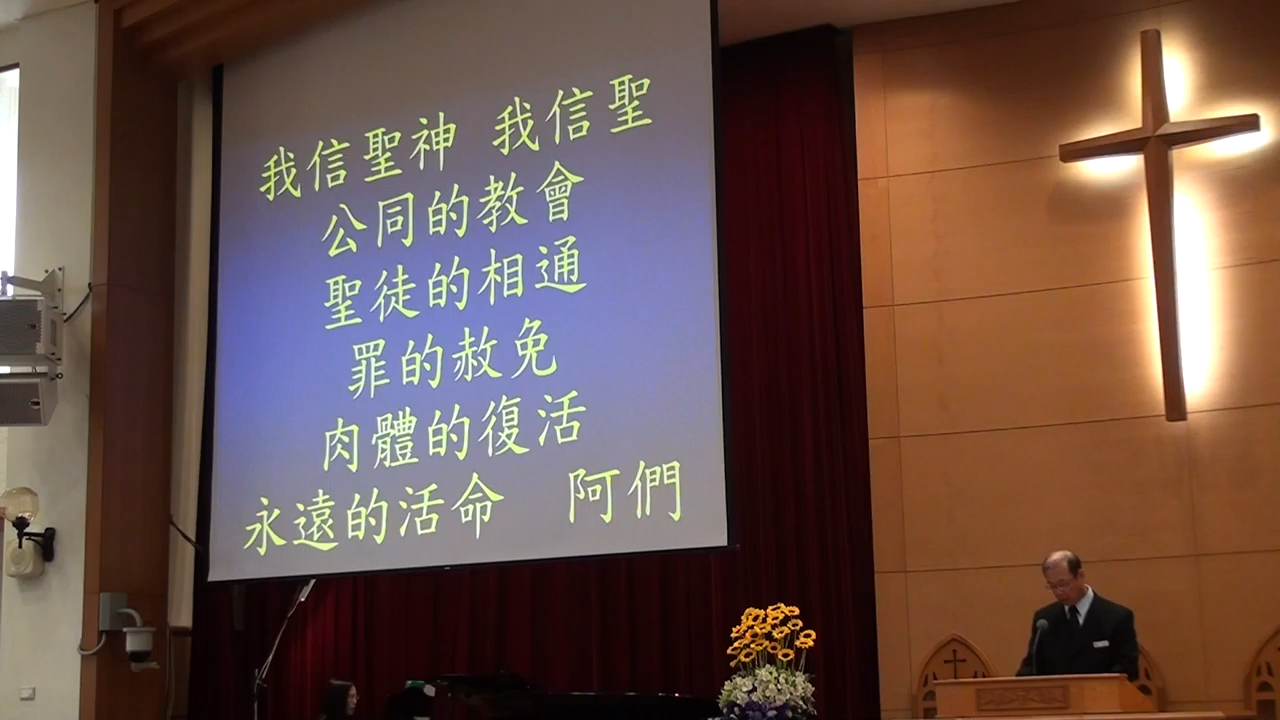 我信聖神 我信聖
公同的教會
聖徒的相通
罪的赦免
肉體的復活
永遠的活命 阿們